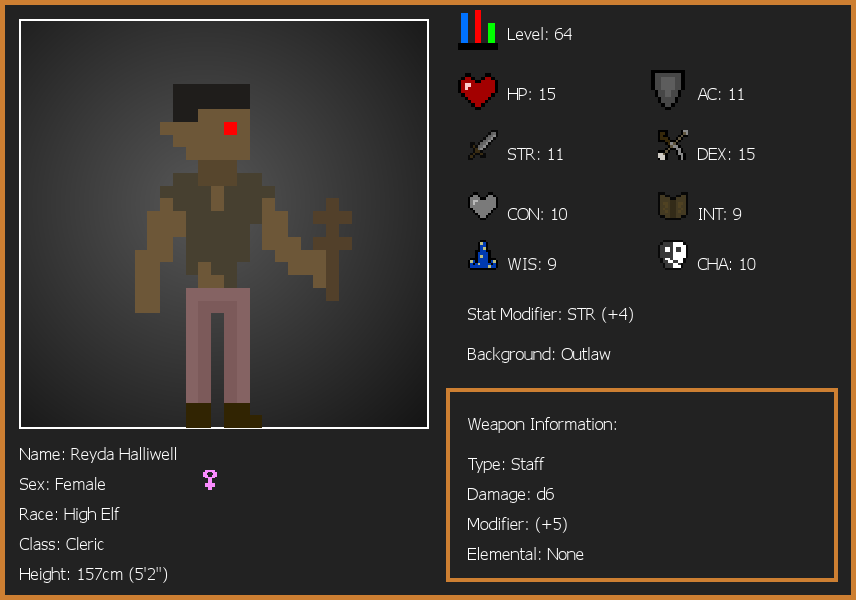 Level: 64
HP: 15
AC: 11
STR: 11
DEX: 15
CON: 10
INT: 9
WIS: 9
CHA: 10
Stat Modifier: STR (+4)
Background: Outlaw
Weapon Information:
Type: Staff
Damage: d6
Modifier: (+5)
Elemental: None
Name: Reyda Halliwell
Sex: Female
Race: High Elf
Class: Cleric
Height: 157cm (5'2")